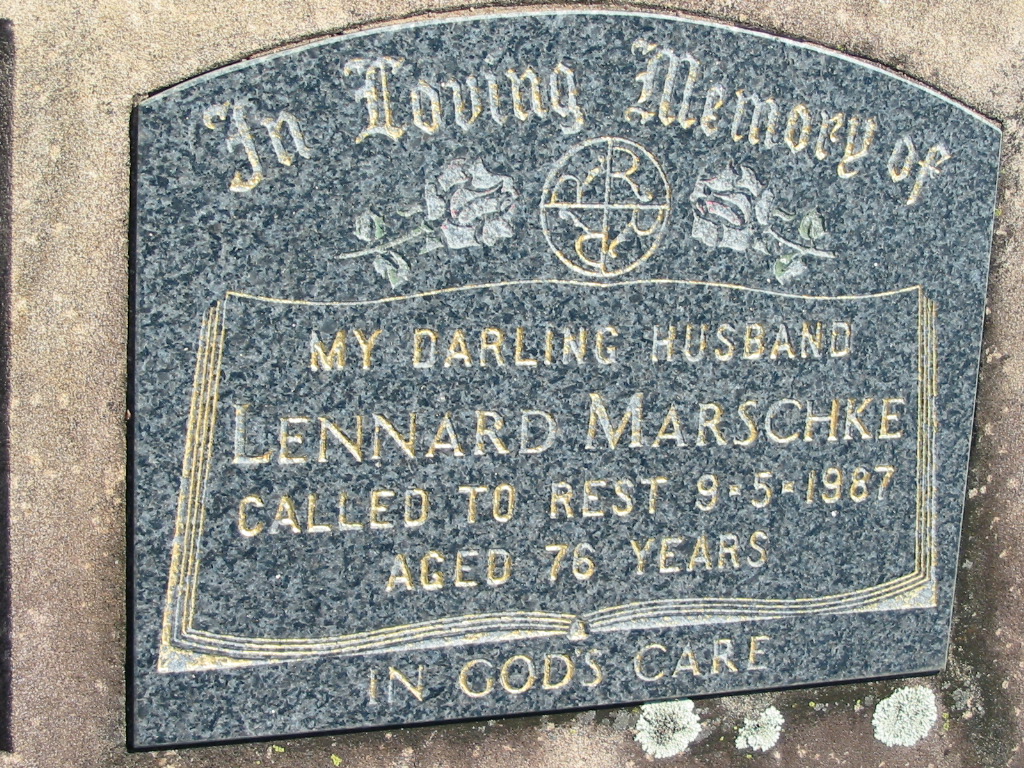 In Loving Memory of
R R R R
MY DARLING HUSBAND
LENNARD MARSCHKE
CALLED TO REST 9-5-1987
AGED 76 YEARS
IN GOD'S CARE